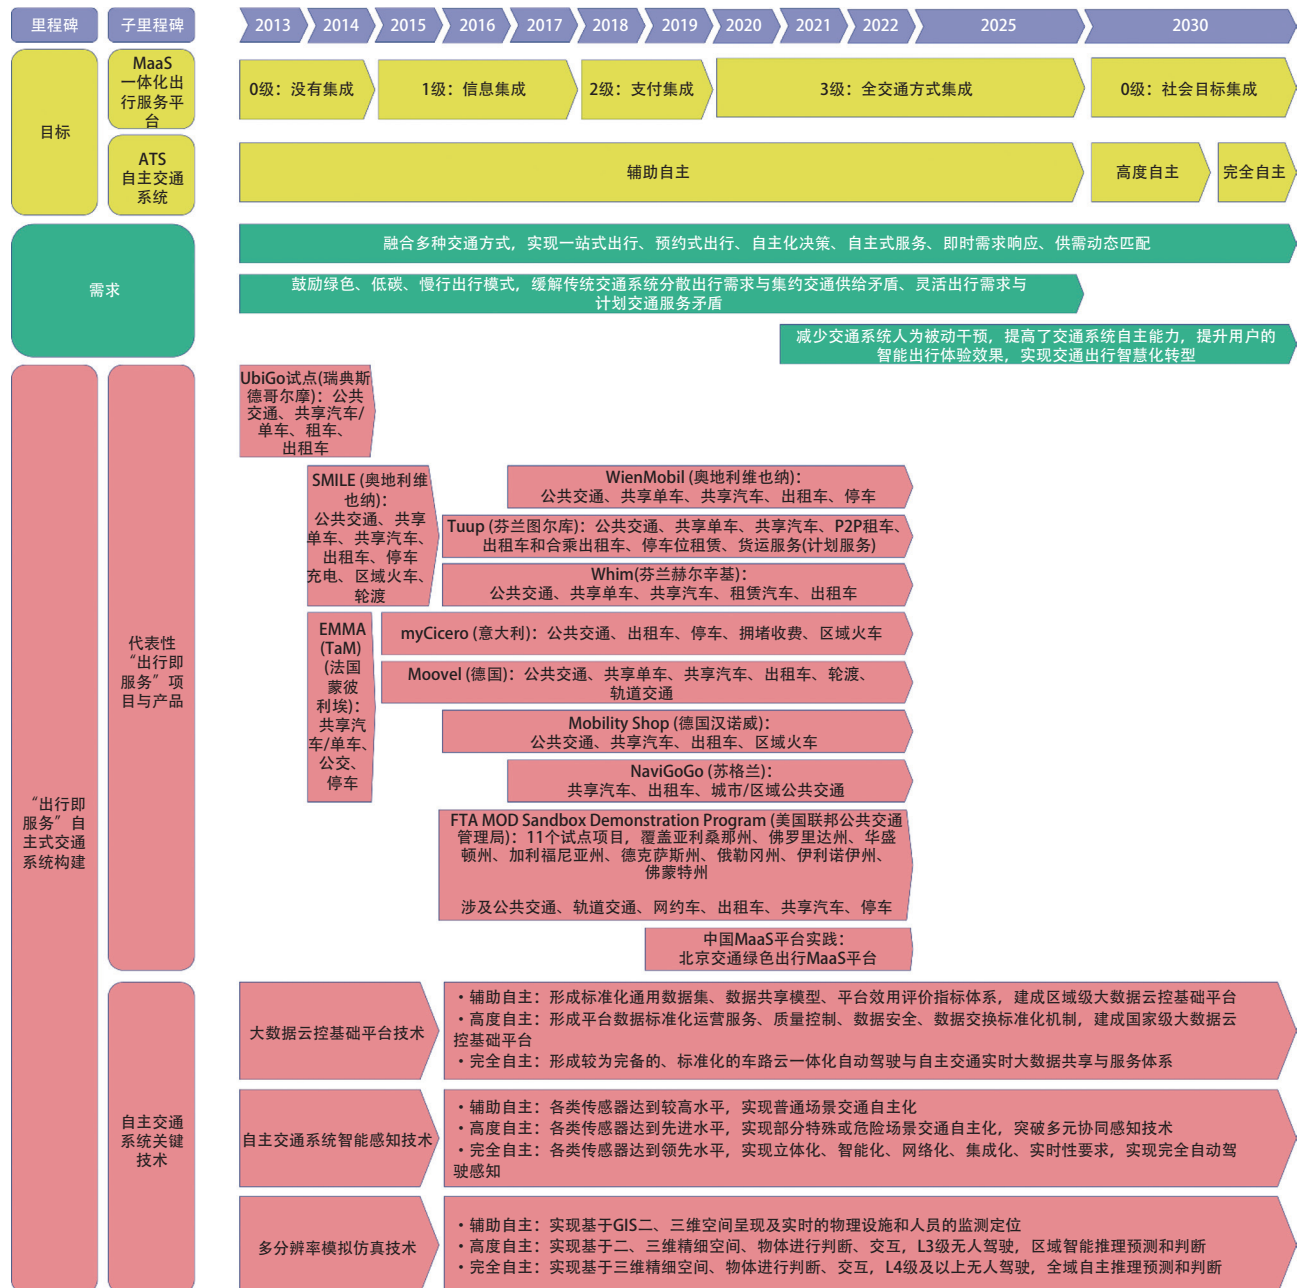 里程碑
子里程碑
2013
2014
2015
2016
2017
2018
2019
2020
2021
2022
2025
2030
目标
MaaS
一体化出
行服务平
台
0级：没有集成
1级：信息集成
2级：支付集成
3级：全交通方式集成
0级：社会目标集成
ATS
自主交通
系统
辅助自主
高度自主
完全自主
需求
融合多种交通方式，实现一站式出行、预约式出行、自主化决策、自主式服务、即时需求响应、供需动态匹配
鼓励绿色、低碳、慢行出行模式，缓解传统交通系统分散出行需求与集约交通供给矛盾、灵活出行需求与
计划交通服务矛盾
减少交通系统人为被动干预，提高了交通系统自主能力，提升用户的
智能出行体验效果，实现交通出行智慧化转型
“出行即
服务”自
主式交通
系统构建
代表性
“出行即
服务”项
目与产品
UbiGo试点(瑞典斯
德哥尔摩)：公共
交通、共享汽车/
单车、租车、
出租车
SMILE (奥地利维
也纳)：
公共交通、共享
单车、共享汽车、
出租车、停车
充电、区域火车、
轮渡
WienMobil (奥地利维也纳)：
公共交通、共享单车、共享汽车、出租车、停车
Tuup (芬兰图尔库)：公共交通、共享单车、共享汽车、P2P租车、
出租车和合乘出租车、停车位租赁、货运服务(计划服务)
Whim(芬兰赫尔辛基)：
公共交通、共享单车、共享汽车、租赁汽车、出租车
EMMA
(TaM)
(法国
蒙彼
利埃)：
共享汽
车/单车、
公交、
停车
myCicero (意大利)：公共交通、出租车、停车、拥堵收费、区域火车
Moovel (德国)：公共交通、共享单车、共享汽车、出租车、轮渡、
轨道交通
Mobility Shop (德国汉诺威)：
公共交通、共享汽车、出租车、区域火车
NaviGoGo (苏格兰)：
共享汽车、出租车、城市/区域公共交通
FTA MOD Sandbox Demonstration Program (美国联邦公共交通
管理局)：11个试点项目，覆盖亚利桑那州、佛罗里达州、华盛
顿州、加利福尼亚州、德克萨斯州、俄勒冈州、伊利诺伊州、
佛蒙特州
涉及公共交通、轨道交通、网约车、出租车、共享汽车、停车
中国MaaS平台实践：
北京交通绿色出行MaaS平台
自主交通
系统关键
技术
大数据云控基础平台技术
・辅助自主：形成标准化通用数据集、数据共享模型、平台效用评价指标体系，建成区域级大数据云控基础平台
・高度自主：形成平台数据标准化运营服务、质量控制、数据安全、数据交换标准化机制，建成国家级大数据云
控基础平台
・完全自主：形成较为完备的、标准化的车路云一体化自动驾驶与自主交通实时大数据共享与服务体系
自主交通系统智能感知技术
・辅助自主：各类传感器达到较高水平，实现普通场景交通自主化
・高度自主：各类传感器达到先进水平，实现部分特殊或危险场景交通自主化，突破多元协同感知技术
・完全自主：各类传感器达到领先水平，实现立体化、智能化、网络化、集成化、实时性要求，实现完全自动驾
驶感知
多分辨率模拟仿真技术
・辅助自主：实现基于GIS二、三维空间呈现及实时的物理设施和人员的监测定位
・高度自主：实现基于二、三维精细空间、物体进行判断、交互，L3级无人驾驶，区域智能推理预测和判断
・完全自主：实现基于三维精细空间、物体进行判断、交互，L4级及以上无人驾驶，全域自主推理预测和判断